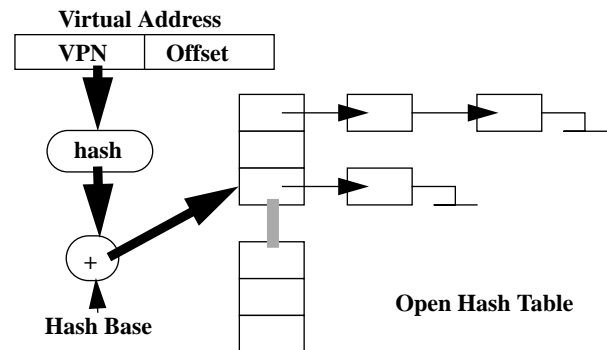 Virtual Address
VPN Offset
hash
+
Hash Base
Open Hash Table